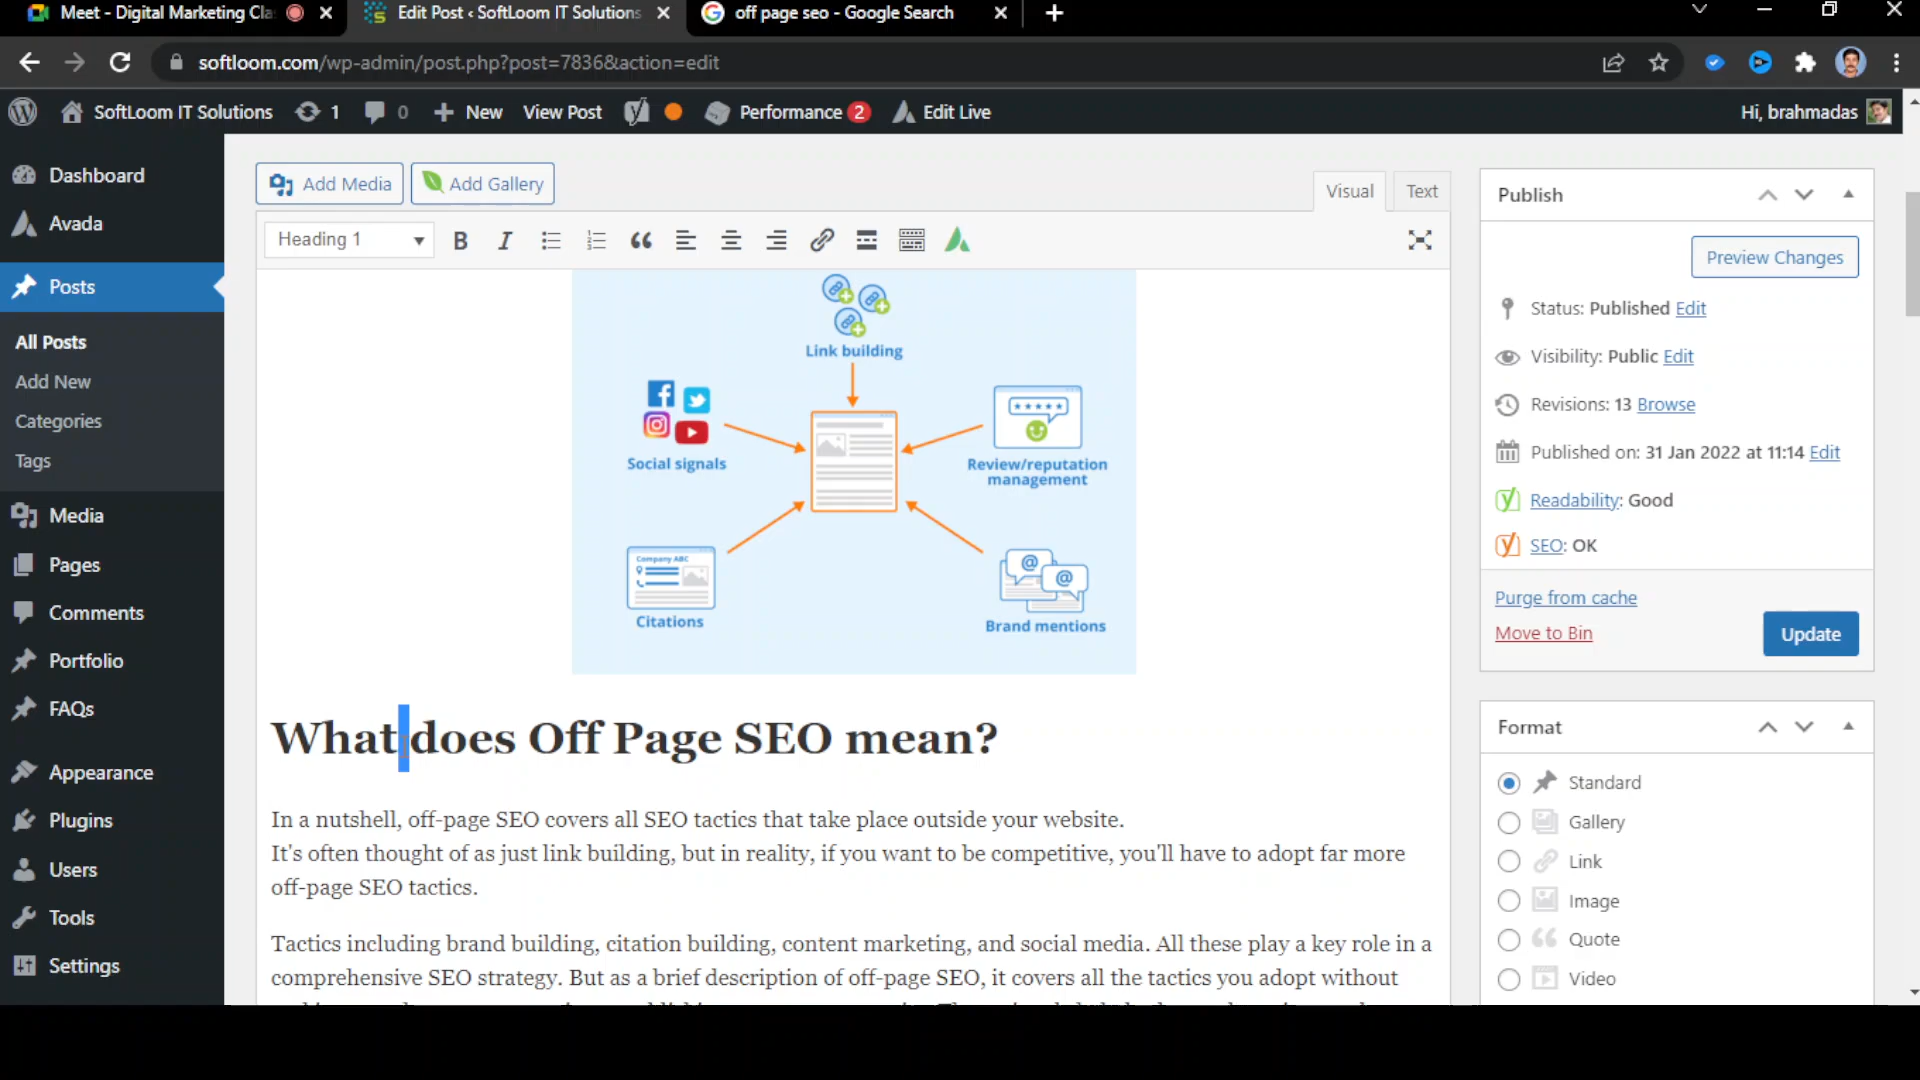 Meet - Digital Marketing Cla
Edit Post ‹ SoftLoom IT Solutions
off page seo - Google Search
softloom.com/wp-admin/post.php?post=7836&action=edit
SoftLoom IT Solutions
1
0
New
View Post
Performance 2
Edit Live
Hi, brahmadas
Dashboard
Avada
Posts
All Posts
Add New
Categories
Tags
Media
Pages
Comments
Portfolio
FAQs
Appearance
Plugins
Users
Tools
Settings
Add Media
Add Gallery
Visual
Text
Heading 1
Link building
Social signals
Review/reputation
management
Company ABC
Citations
Brand mentions
What does Off Page SEO mean?
In a nutshell, off-page SEO covers all SEO tactics that take place outside your website.
It's often thought of as just link building, but in reality, if you want to be competitive, you'll have to adopt far more
off-page SEO tactics.
Tactics including brand building, citation building, content marketing, and social media. All these play a key role in a
comprehensive SEO strategy. But as a brief description of off-page SEO, it covers all the tactics you adopt without
Publish
Preview Changes
Status: Published Edit
Visibility: Public Edit
Revisions: 13 Browse
Published on: 31 Jan 2022 at 11:14 Edit
Readability: Good
SEO: OK
Purge from cache
Move to Bin
Update
Format
Standard
Gallery
Link
Image
Quote
Video